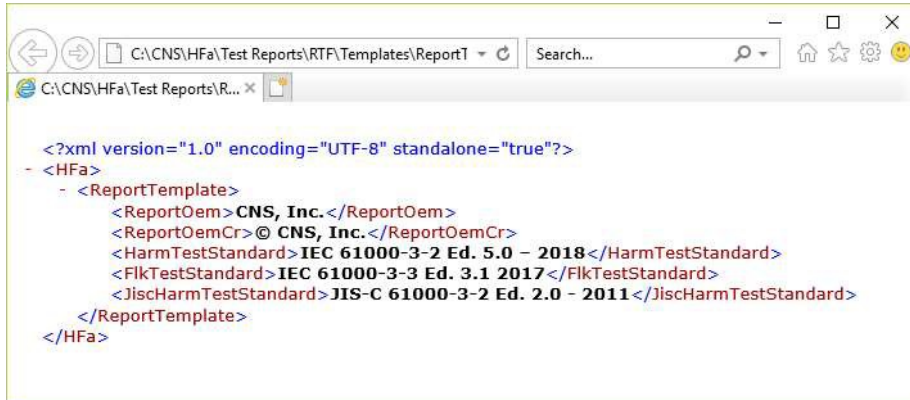 C:\CNS\HFa\Test Reports\RTF\Templates\ReportT
Search...
C:\CNS\HFa\Test Reports\R...
<?xml version="1.0" encoding="UTF-8" standalone="true"?>
- <HFa>
- <ReportTemplate>
<ReportOem>CNS, Inc.</ReportOem>
<ReportOemCr>© CNS, Inc.</ReportOemCr>
<HarmTestStandard>IEC 61000-3-2 Ed. 5.0 – 2018</HarmTestStandard>
<FlkTestStandard>IEC 61000-3-3 Ed. 3.1 2017</FlkTestStandard>
<JiscHarmTestStandard>JIS-C 61000-3-2 Ed. 2.0 - 2011</JiscHarmTestStandard>
</ReportTemplate>
</HFa>